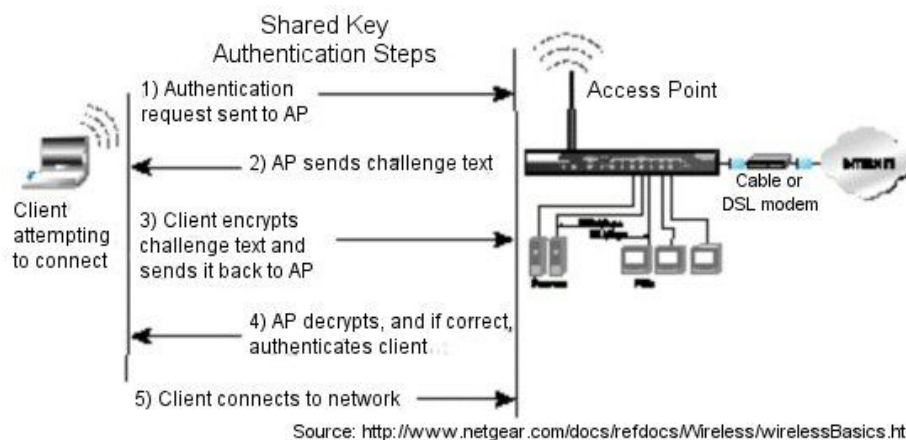 Shared Key
Authentication Steps
1) Authentication
request sent to AP
Access Point
2) AP sends challenge text
Cable or
DSL modem
Client
attempting
to connect
3) Client encrypts
challenge text and
sends it back to AP
4) AP decrypts, and if correct,
authenticates client
5) Client connects to network
Source: http://www.netgear.com/docs/refdocs/Wireless/wirelessBasics.ht